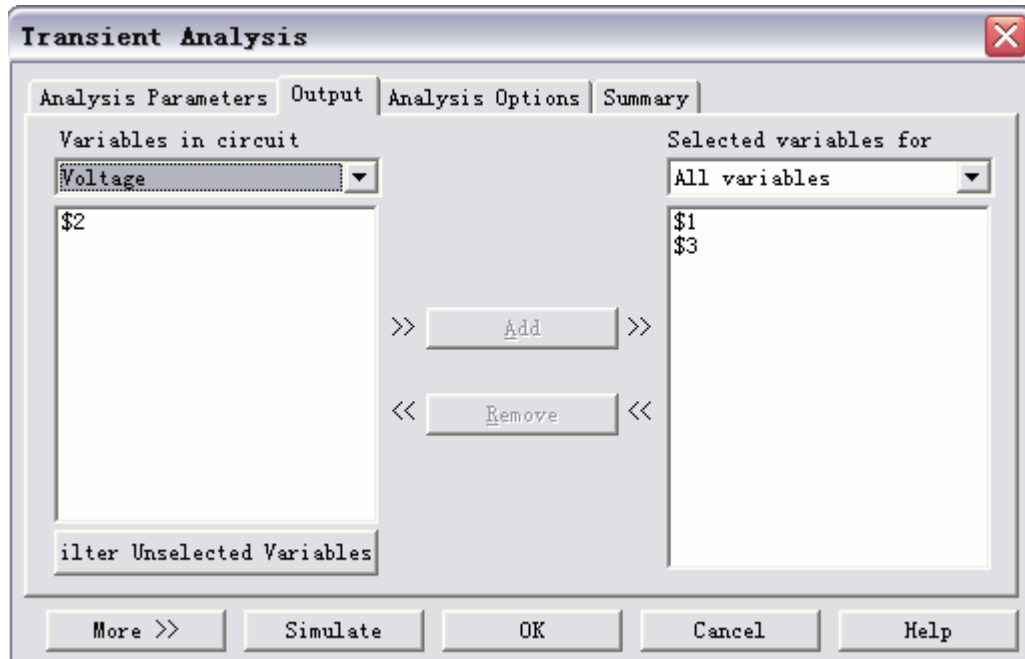 Transient Analysis
Analysis Parameters
Output
Analysis Options
Summary
Variables in circuit
Voltage
$2
ilter Unselected Variables
>> Add >>
<< Remove <<
Selected variables for
All variables
$1
$3
More >>
Simulate
OK
Cancel
Help